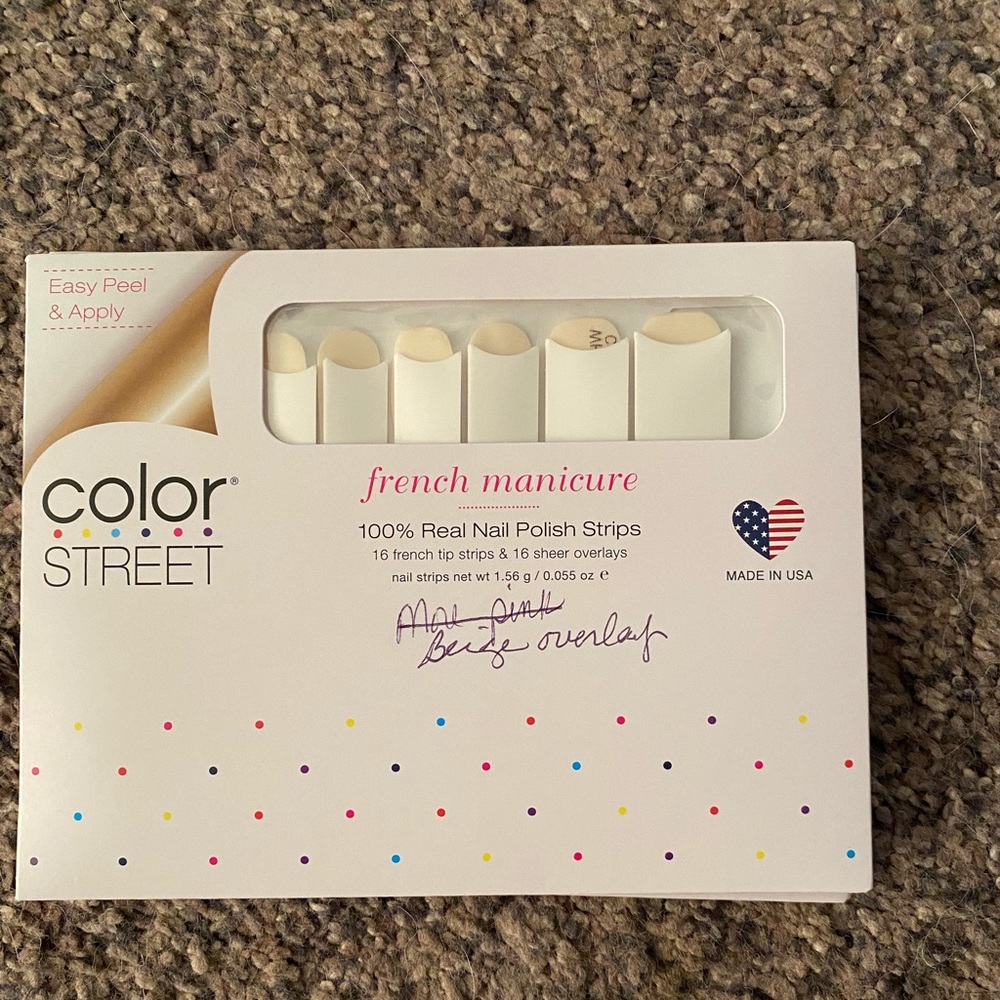 Easy Peel
& Apply
color®
STREET
french manicure
100% Real Nail Polish Strips
16 french tip strips & 16 sheer overlays
nail strips net wt 1.56 g / 0.055 oz e
MADE IN USA
pink
Beige overlay